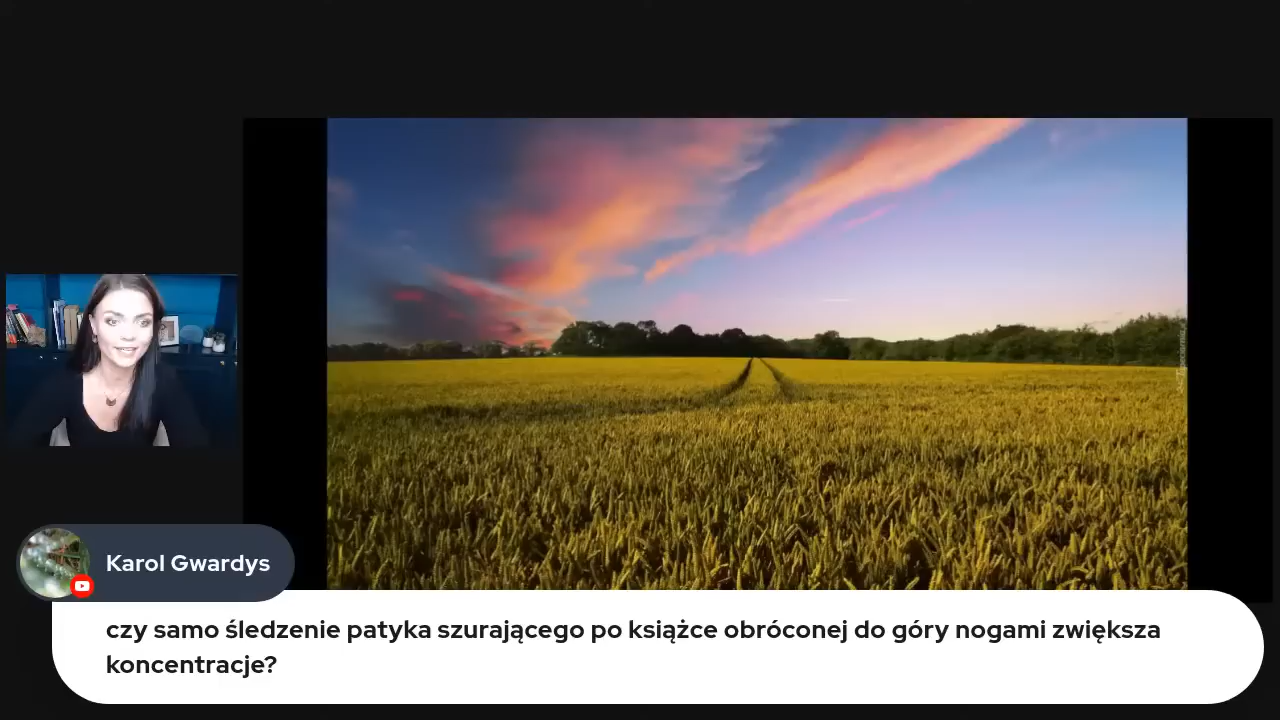 Karol Gwardys
czy samo śledzenie patyka szurającego po książce obróconej do góry nogami zwiększa
koncentracje?